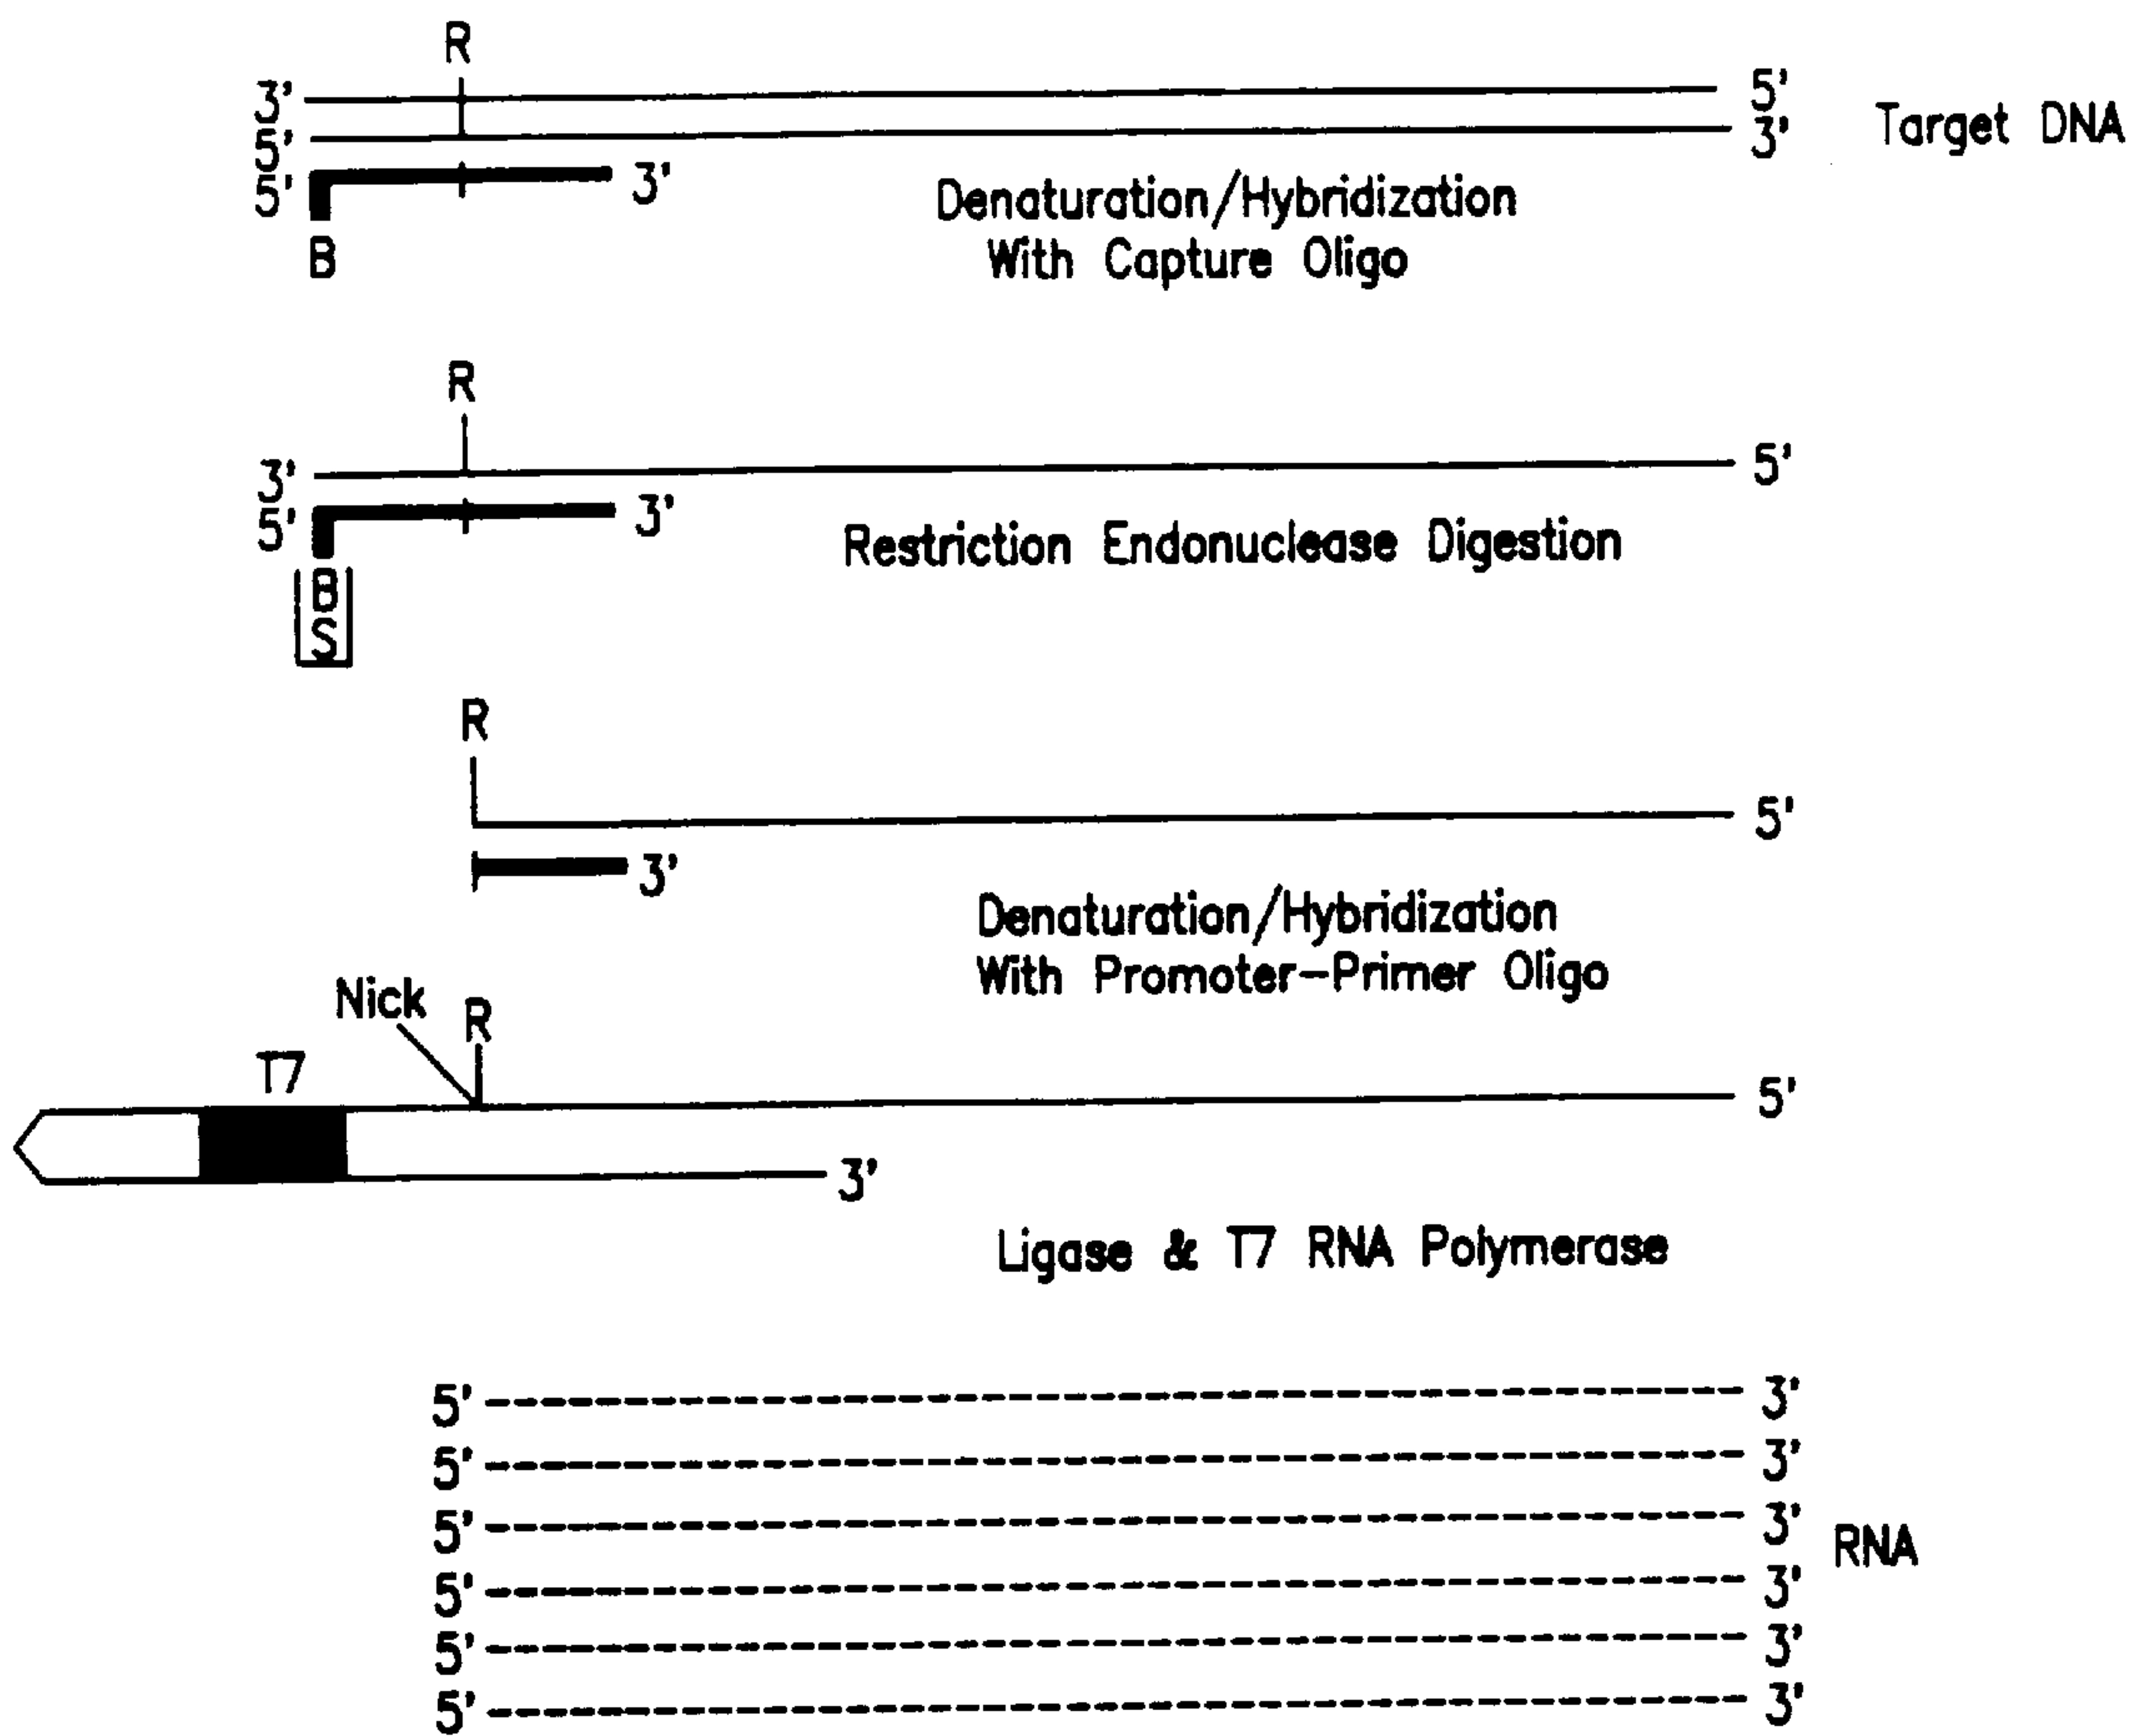 R
3' 5'
5' 3' Target DNA
5' 3'
B
Denaturation/Hybridization
With Capture Oligo
R
3' 5'
5' 3'
B
S
Restriction Endonuclease Digestion
R
5'
3'
Denaturation/Hybridization
With Promoter-Primer Oligo
Nick R
T7
5'
3'
Ligase & T7 RNA Polymerase
5' 3'
5' 3'
5' 3'
RNA
5' 3'
5' 3'
5' 3'